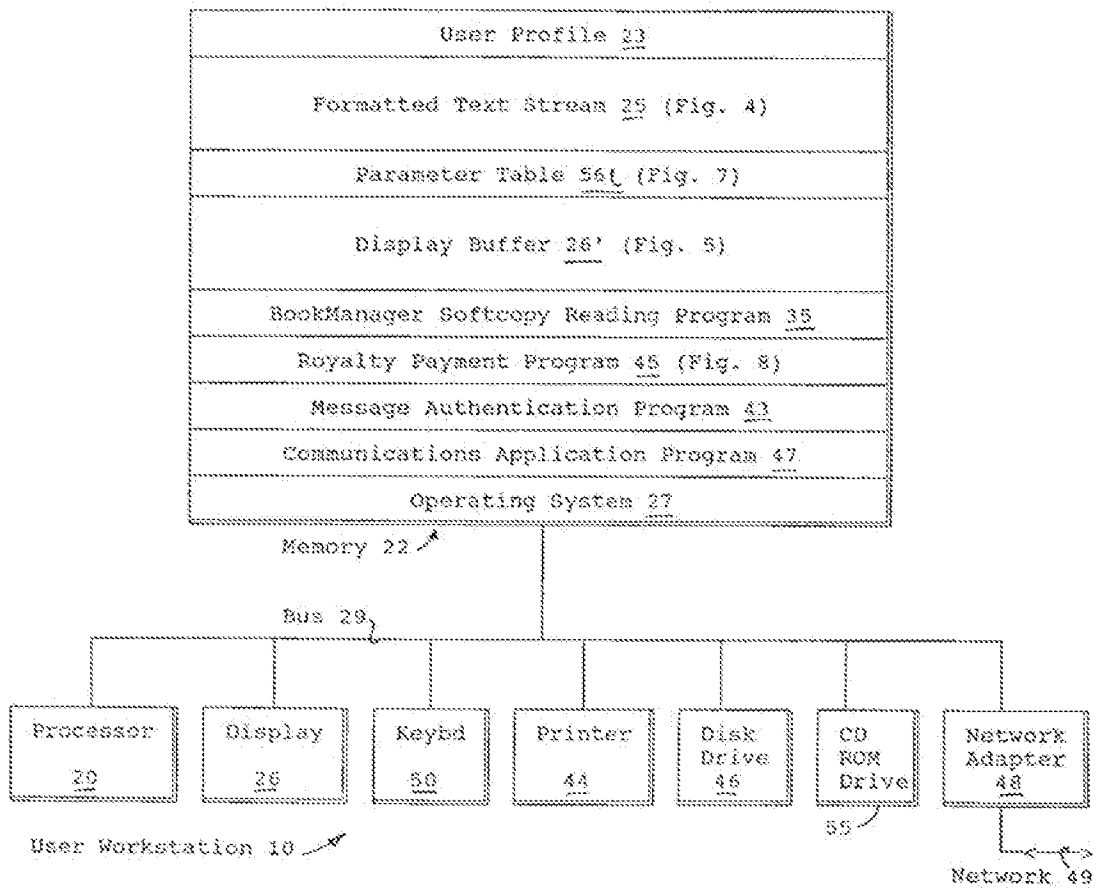 User Profile 23
Formatted Text Stream 25 (Fig. 4)
Parameter Table 56 (Fig. 7)
Display Buffer 26' (Fig. 5)
BookManager Softcopy Reading Program 35
Royalty Payment Program 45 (Fig. 8)
Message Authentication Program 43
Communications Application Program 47
Operating System 27
Memory 22
Bus 29
Processor
20
Display
26
Keybd
50
Printer
44
Disk
Drive
46
CD
ROM
Drive
55
Network
Adapter
48
User Workstation 10
Network 49